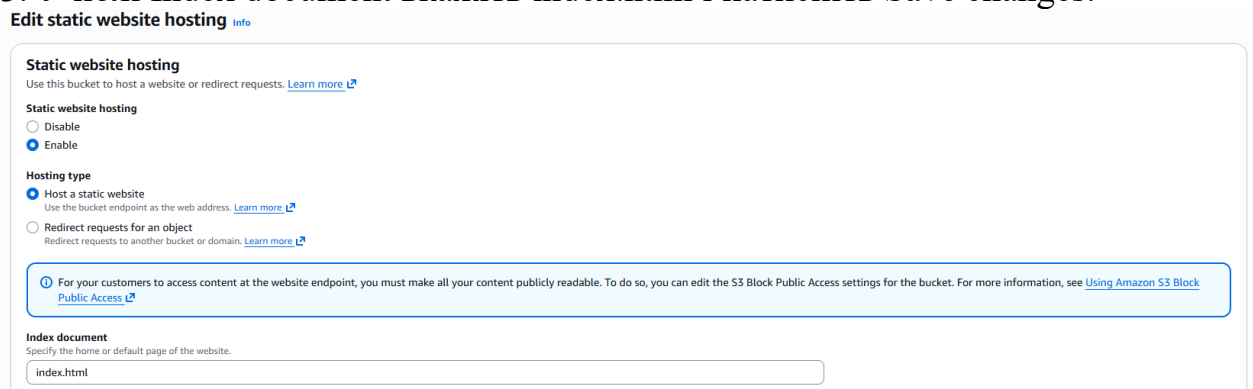 Edit static website hosting Info
Static website hosting
Use this bucket to host a website or redirect requests. Learn more
Static website hosting
Disable
Enable
Hosting type
Host a static website
Use the bucket endpoint as the web address. Learn more
Redirect requests for an object
Redirect requests to another bucket or domain. Learn more
For your customers to access content at the website endpoint, you must make all your content publicly readable. To do so, you can edit the S3 Block Public Access settings for the bucket. For more information, see Using Amazon S3 Block
Public Access
Index document
Specify the home or default page of the website.
index.html